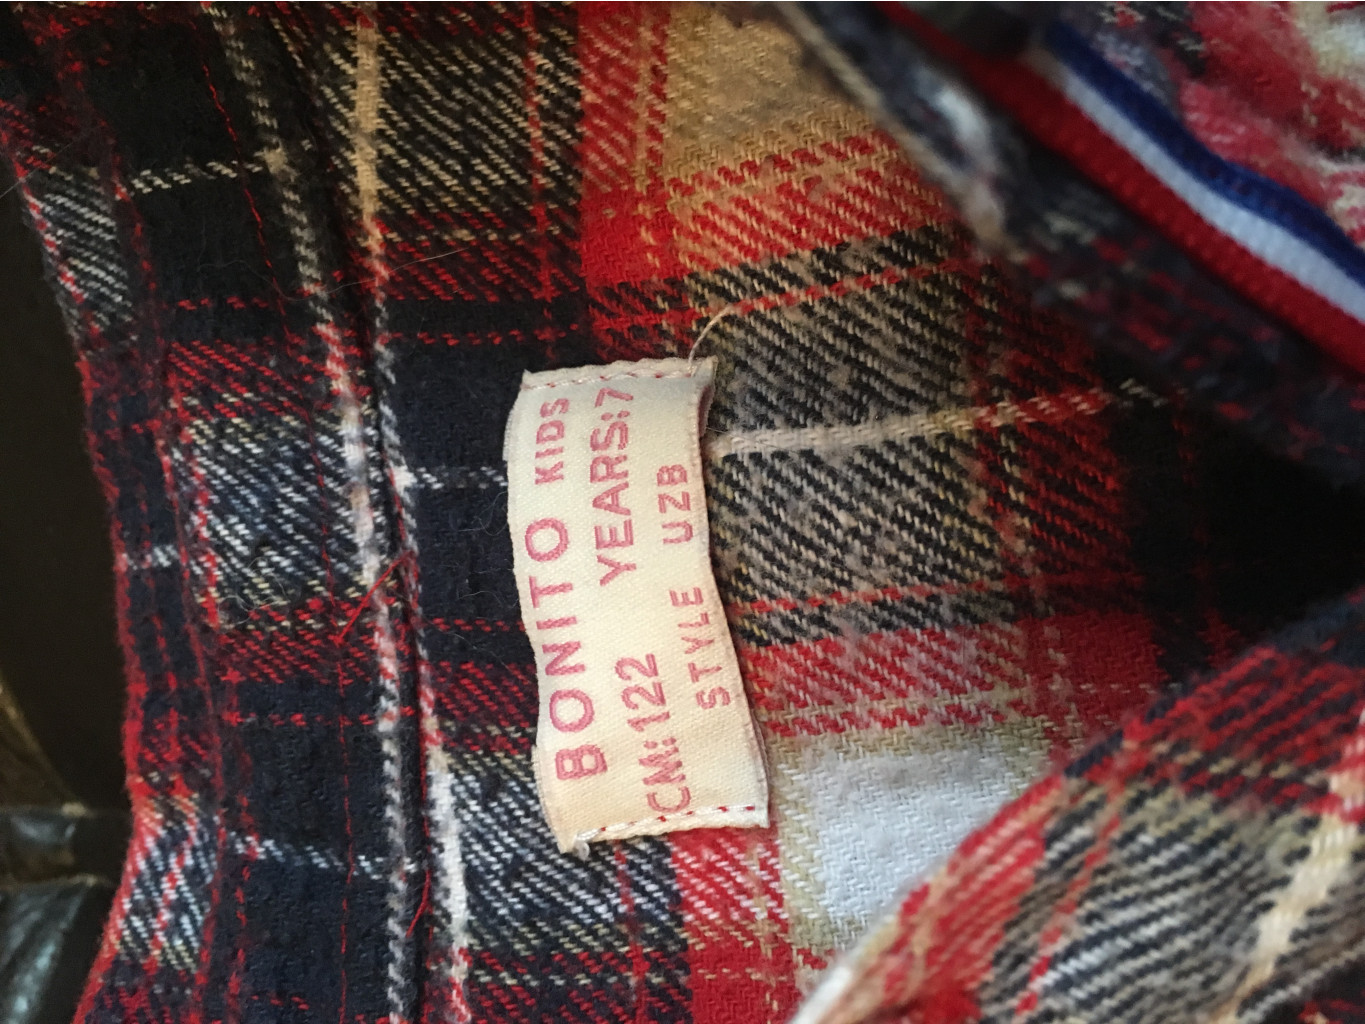 BONITO KIDS
YEARS:7
CM:122
STYLE UZB